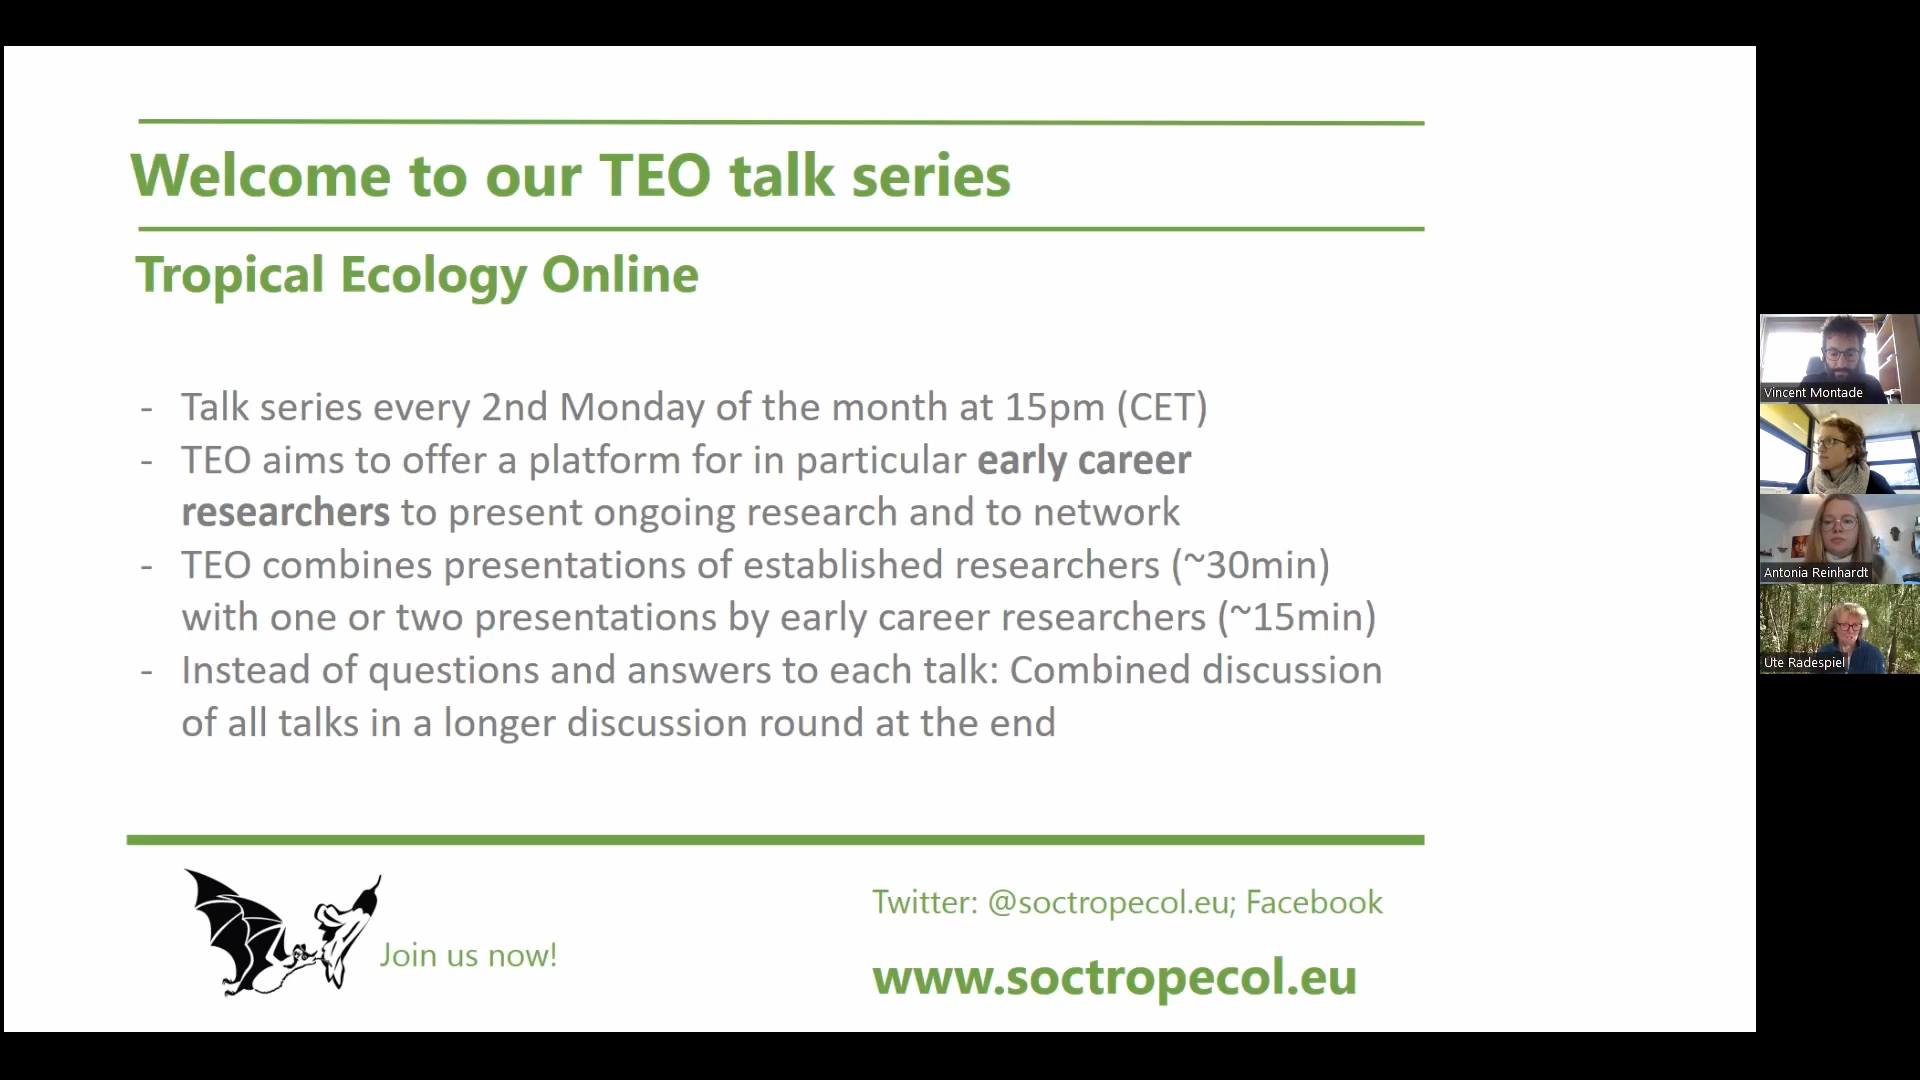 Welcome to our TEO talk series
Tropical Ecology Online
- Talk series every 2nd Monday of the month at 15pm (CET)
- TEO aims to offer a platform for in particular early career
researchers to present ongoing research and to network
- TEO combines presentations of established researchers (~30min)
with one or two presentations by early career researchers (~15min)
- Instead of questions and answers to each talk: Combined discussion
of all talks in a longer discussion round at the end
Join us now!
Twitter: @soctropecol.eu; Facebook
www.soctropecol.eu
Vincent Montade
Antonia Reinhardt
Ute Radespiel